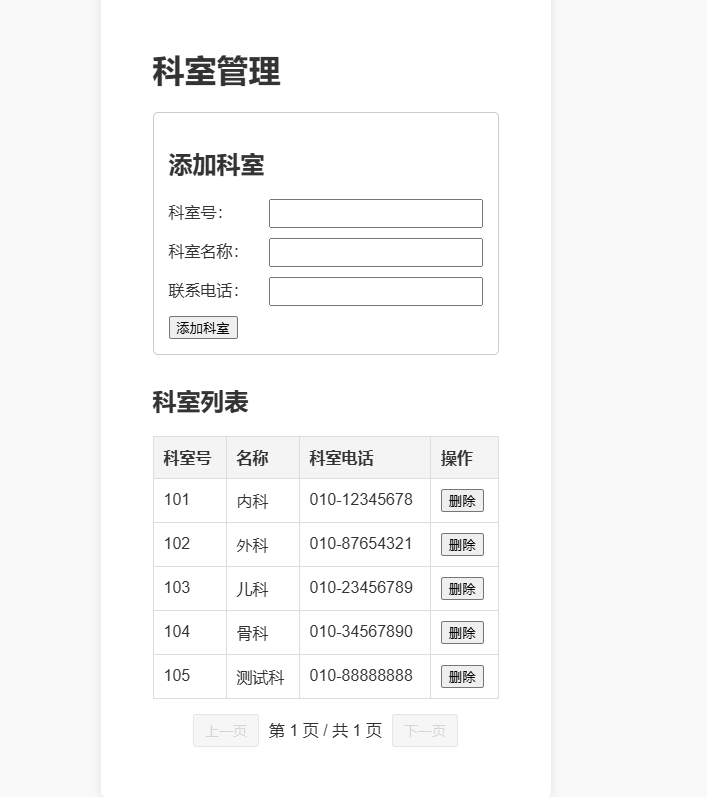 科室管理
添加科室
科室号:
科室名称:
联系电话:
添加科室
科室列表
科室号 名称 科室电话 操作
101 内科 010-12345678 删除
102 外科 010-87654321 删除
103 儿科 010-23456789 删除
104 骨科 010-34567890 删除
105 测试科 010-88888888 删除
上一页 第 1 页 / 共 1 页 下一页